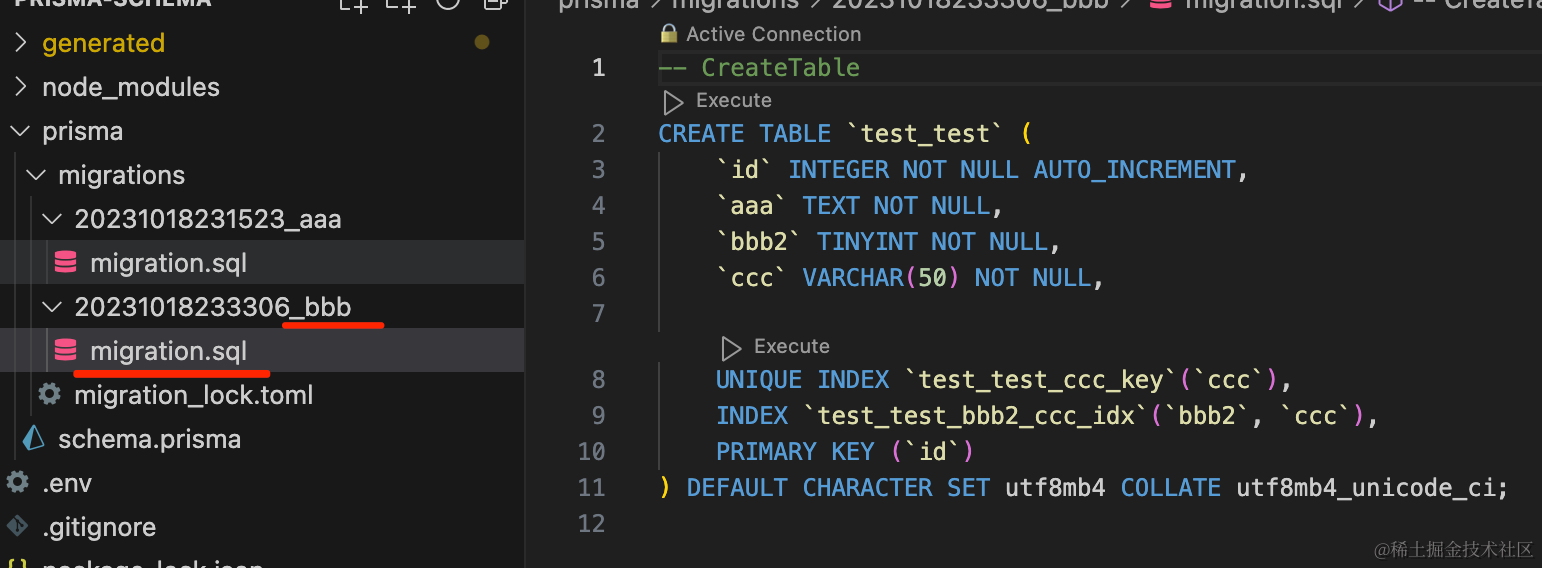 PRISMA-SCHEMA
generated
node_modules
prisma
migrations
20231018231523_aaa
migration.sql
20231018233306_bbb
migration.sql
migration_lock.toml
schema.prisma
.env
.gitignore
package-lock.json
prisma > migrations > 20231018233306_bbb > migration.sql > -- CreateTa
Active Connection
1 -- CreateTable
Execute
2 CREATE TABLE `test_test` (
3 `id` INTEGER NOT NULL AUTO_INCREMENT,
4 `aaa` TEXT NOT NULL,
5 `bbb2` TINYINT NOT NULL,
6 `ccc` VARCHAR(50) NOT NULL,
7
Execute
8 UNIQUE INDEX `test_test_ccc_key`(`ccc`),
9 INDEX `test_test_bbb2_ccc_idx`(`bbb2`, `ccc`),
10 PRIMARY KEY (`id`)
11 ) DEFAULT CHARACTER SET utf8mb4 COLLATE utf8mb4_unicode_ci;
12
@稀土掘金技术社区